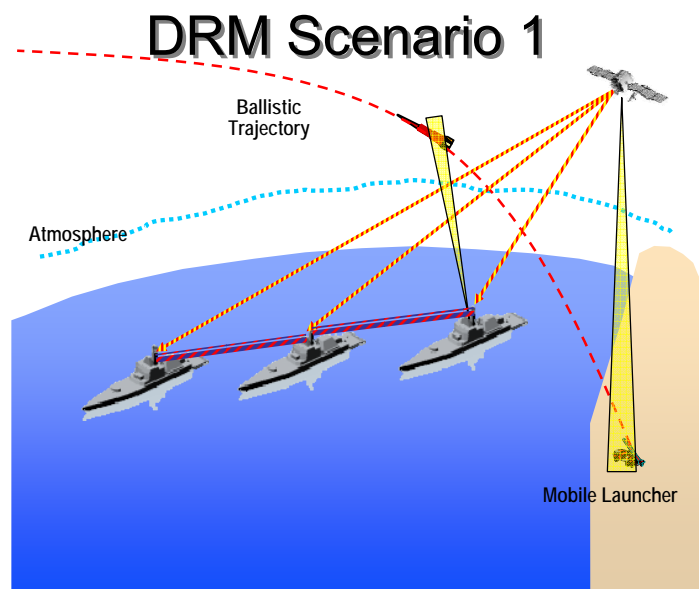 DRM Scenario 1
Ballistic
Trajectory
Atmosphere
Mobile Launcher